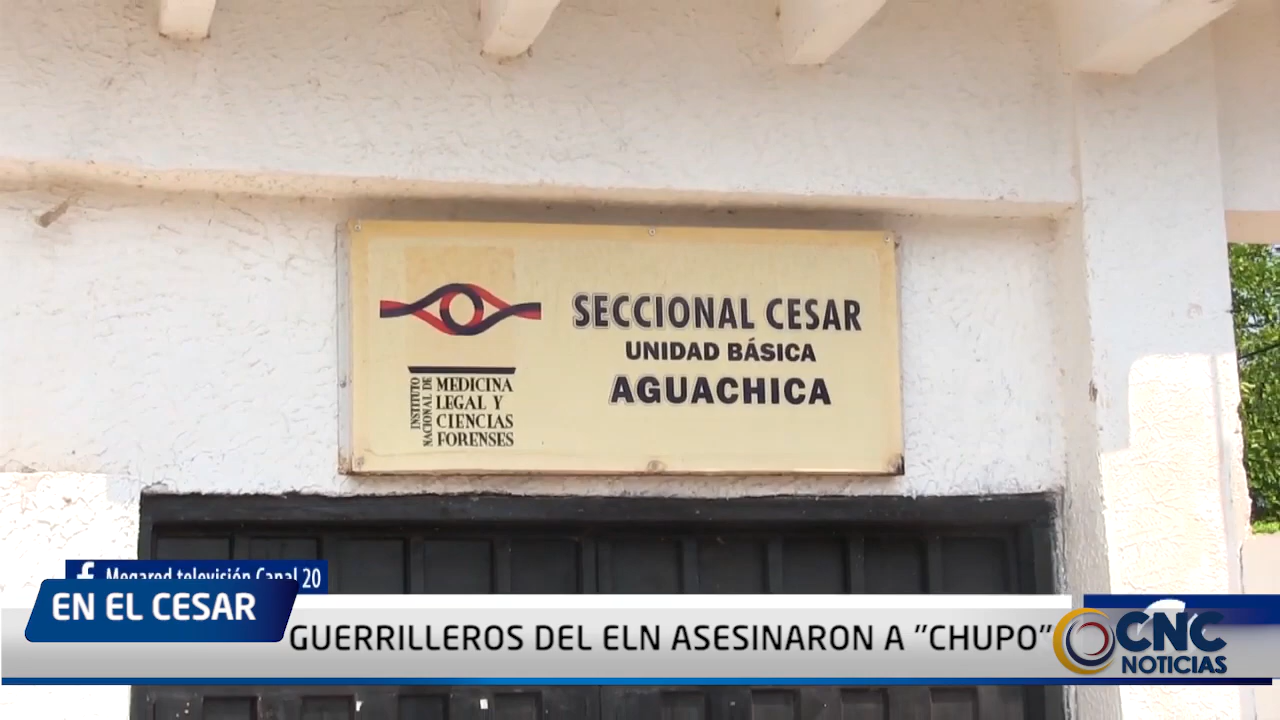 SECCIONAL CESAR
UNIDAD BÁSICA
AGUACHICA
INSTITUTO
NACIONAL DE
MEDICINA
LEGAL Y
CIENCIAS
FORENSES
Megared televisión Canal 20
EN EL CESAR
GUERRILLEROS DEL ELN ASESINARON A "CHUPO"
CNC
NOTICIAS